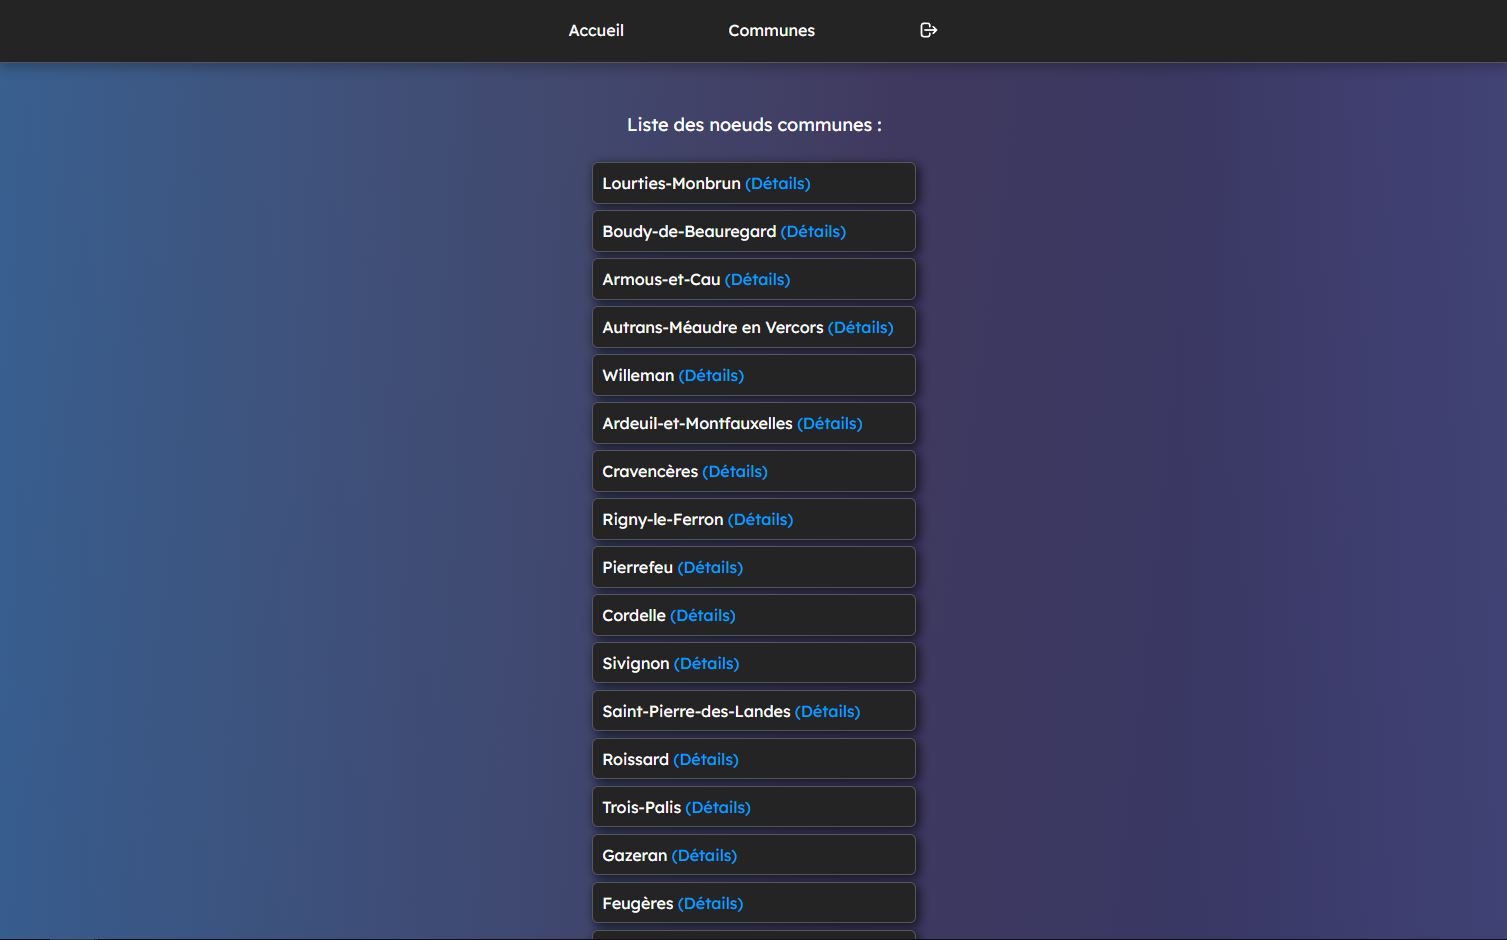 Accueil Communes
Liste des noeuds communes :
Lourties-Monbrun (Détails)
Boudy-de-Beauregard (Détails)
Armous-et-Cau (Détails)
Autrans-Méaudre en Vercors (Détails)
Willeman (Détails)
Ardeuil-et-Montfauxelles (Détails)
Cravencères (Détails)
Rigny-le-Ferron (Détails)
Pierrefeu (Détails)
Cordelle (Détails)
Sivignon (Détails)
Saint-Pierre-des-Landes (Détails)
Roissard (Détails)
Trois-Palis (Détails)
Gazeran (Détails)
Feugères (Détails)